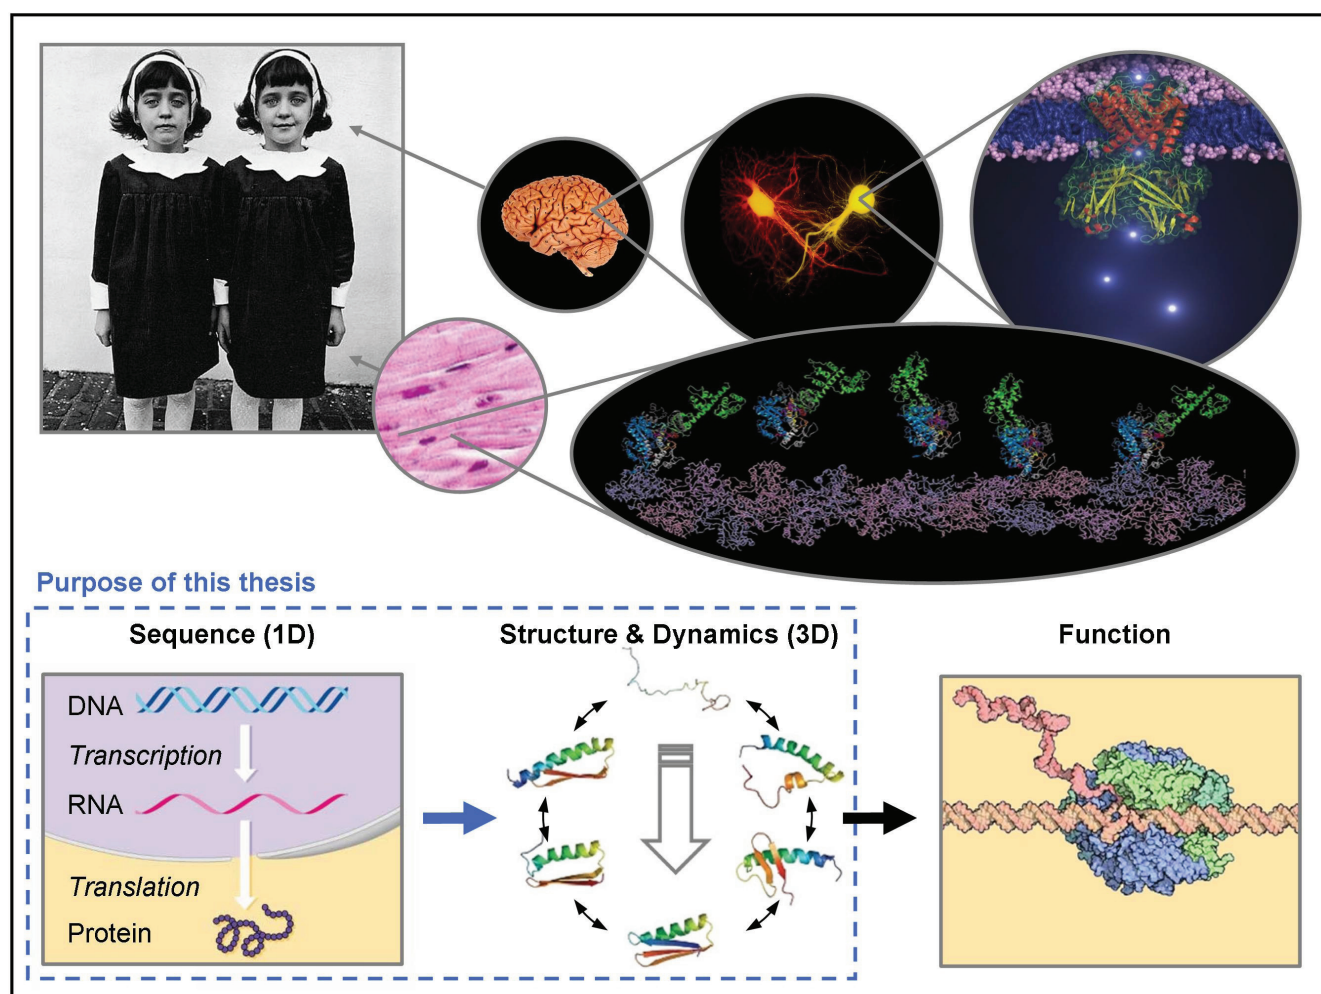 Purpose of this thesis
Sequence (1D)
Structure & Dynamics (3D)
Function
DNA
Transcription
RNA
Translation
Protein